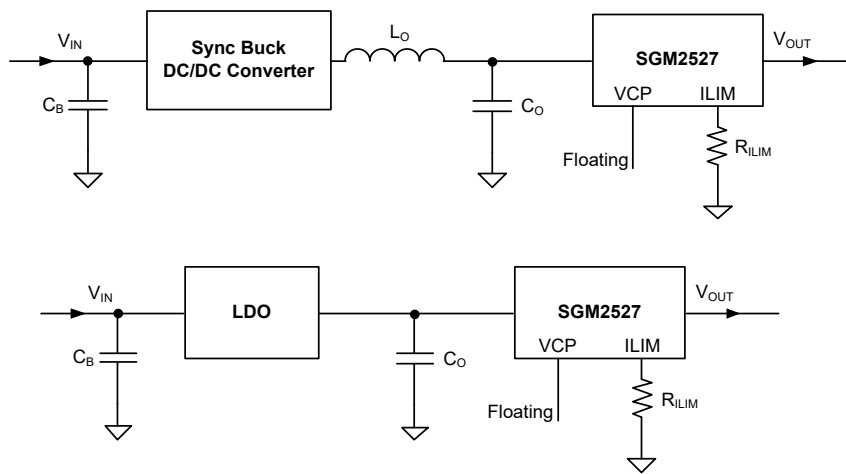 V_IN
Sync Buck
DC/DC Converter
L_O
SGM2527
V_OUT
C_B
C_O
VCP
ILIM
R_ILIM
Floating
V_IN
LDO
SGM2527
V_OUT
C_B
C_O
VCP
ILIM
R_ILIM
Floating